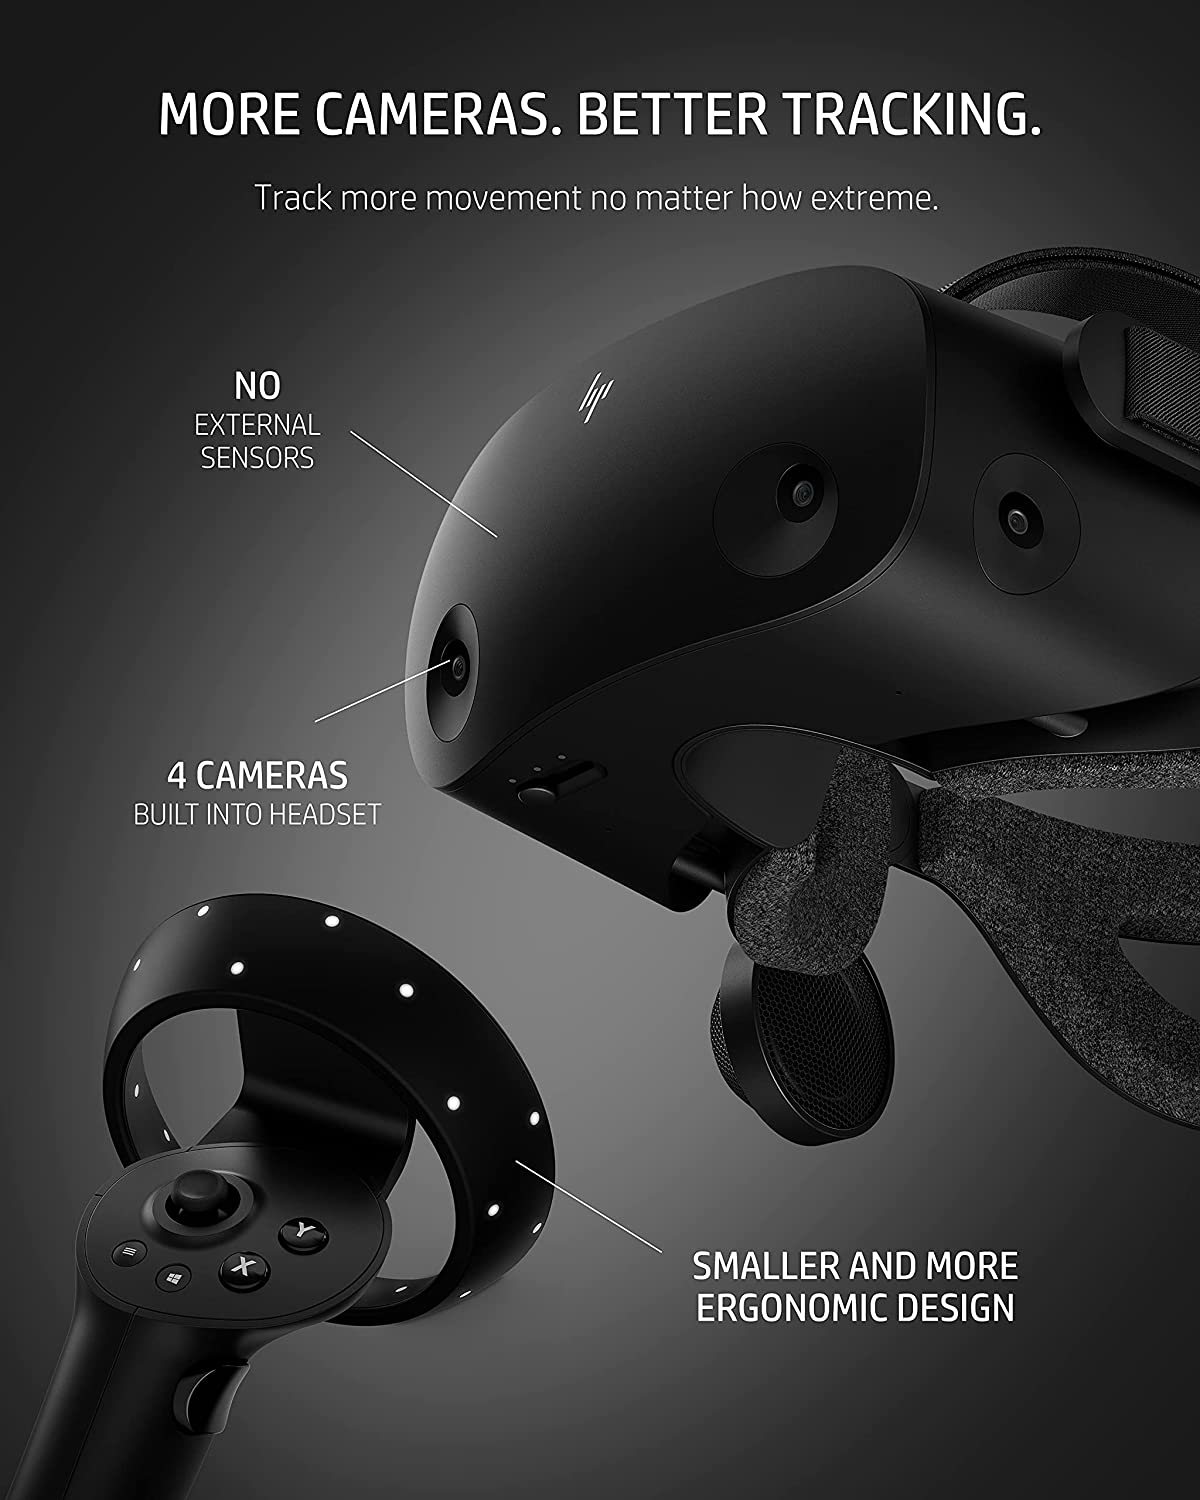 MORE CAMERAS. BETTER TRACKING.
Track more movement no matter how extreme.
NO
EXTERNAL
SENSORS
hp
4 CAMERAS
BUILT INTO HEADSET
Y
X
SMALLER AND MORE
ERGONOMIC DESIGN